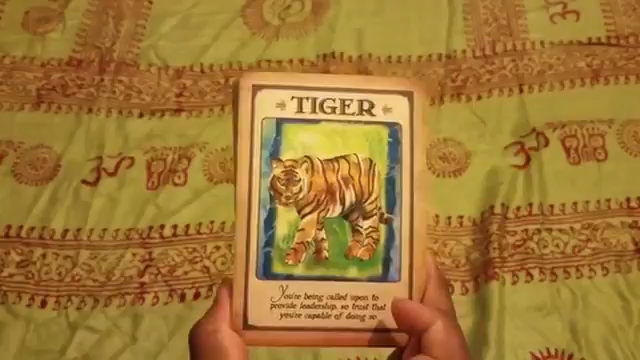 TIGER
You're being called upon to
provide leadership, so trust that
you're capable of doing so
ॐ
ॐ
ॐ